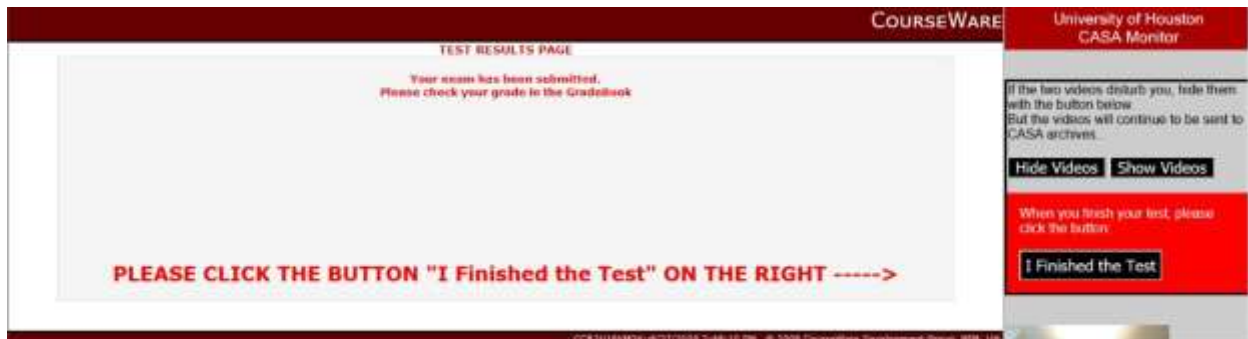 COURSEWARE
TEST RESULTS PAGE
Your exam has been submitted.
Please check your grade in the GradeBook
PLEASE CLICK THE BUTTON "I Finished the Test" ON THE RIGHT ----->
University of Houston
CASA Monitor
If the two videos disturb you, hide them
with the button below
But the videos will continue to be sent to
CASA archives.
Hide Videos Show Videos
When you finish your test, please
click the button:
I Finished the Test